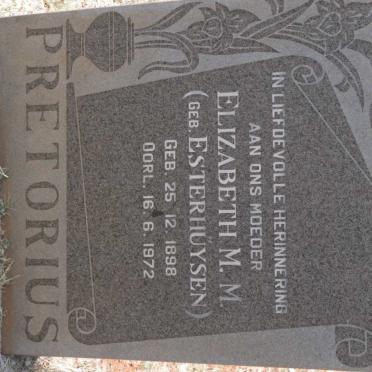 PRETORIUS
IN LIEFDEVOLLE HERINNERING
AAN ONS MOEDER
ELIZABETH M. M.
(GEB. ESTERHUYSEN)
GEB. 25. 12. 1898
OORL. 16. 6. 1972